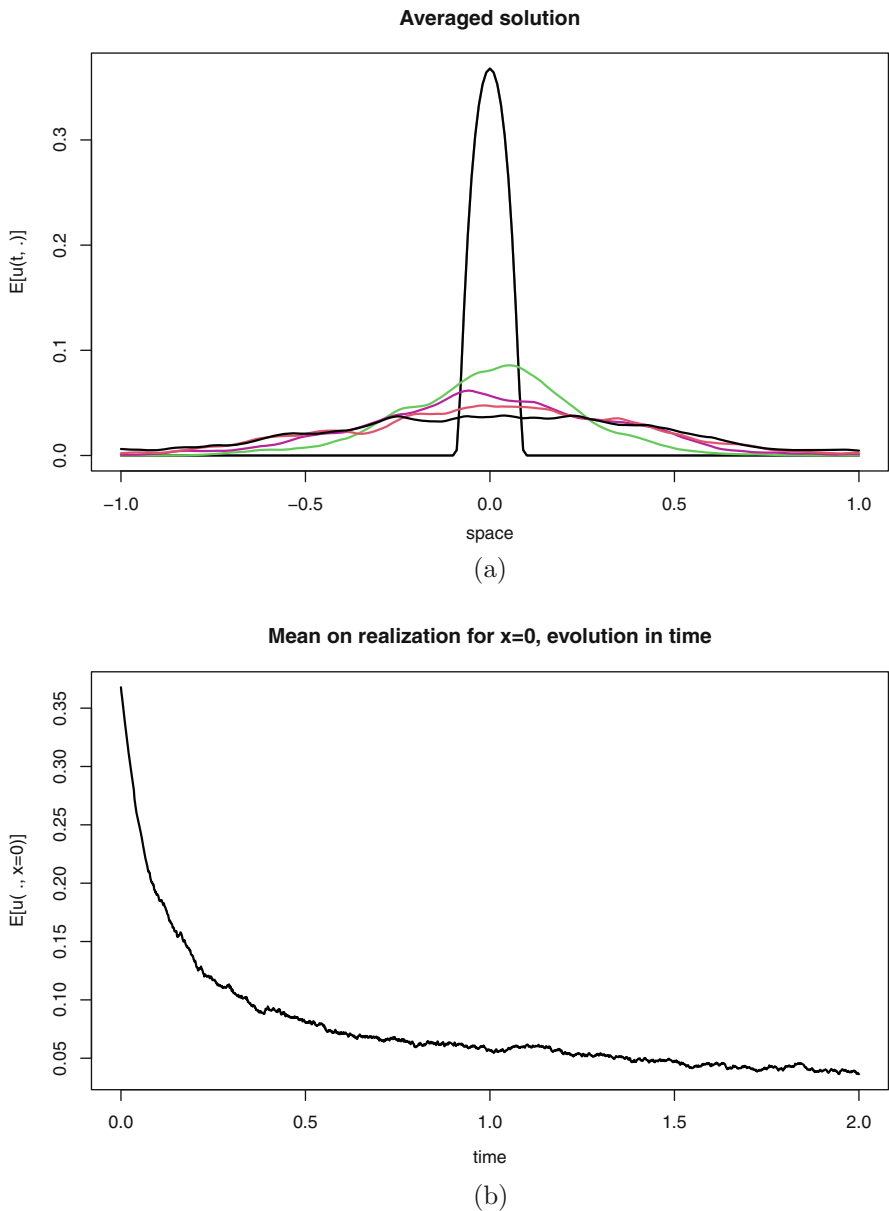 Averaged solution
E[u(t, .)]
0.3
0.2
0.1
0.0
−1.0 −0.5 0.0 0.5 1.0
space
(a)
Mean on realization for x=0, evolution in time
E[u( ., x=0)]
0.35
0.30
0.25
0.20
0.15
0.10
0.05
0.0 0.5 1.0 1.5 2.0
time
(b)